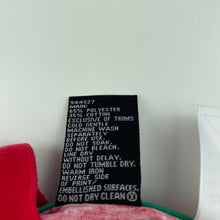 944527
MAIN:
65% POLYESTER
35% COTTON
EXCLUSIVE OF TRIMS
COLD GENTLE
MACHINE WASH
SEPARATELY
BEFORE USE.
DO NOT SOAK.
DO NOT BLEACH.
LINE DRY
WITHOUT DELAY.
DO NOT TUMBLE DRY.
WARM IRON
REVERSE SIDE
OF PRINT/
EMBELLISHED SURFACES.
DO NOT DRY CLEAN